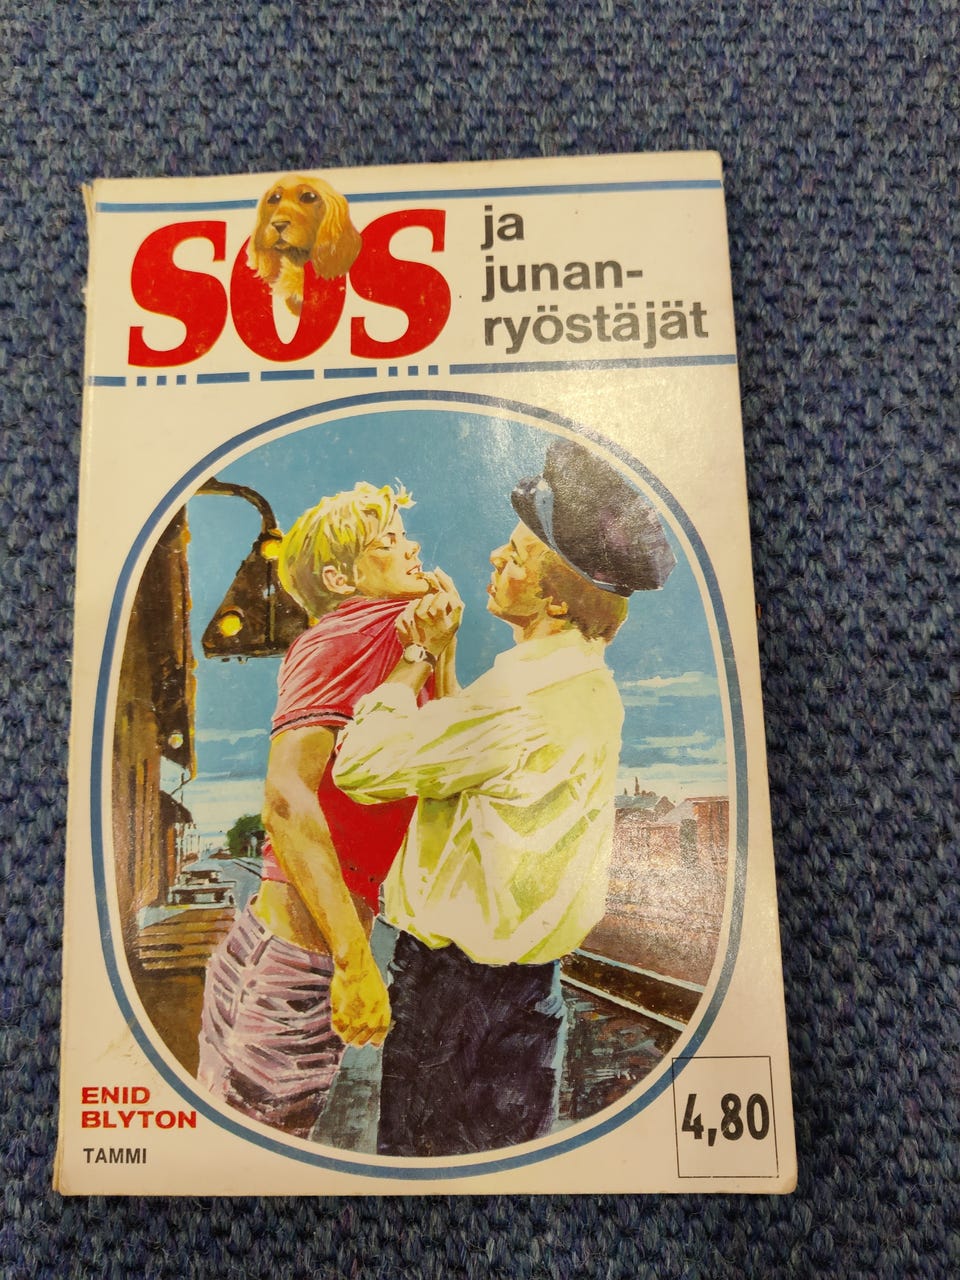 SOS
ja
junan-
ryöstäjät
ENID
BLYTON
TAMMI
4,80